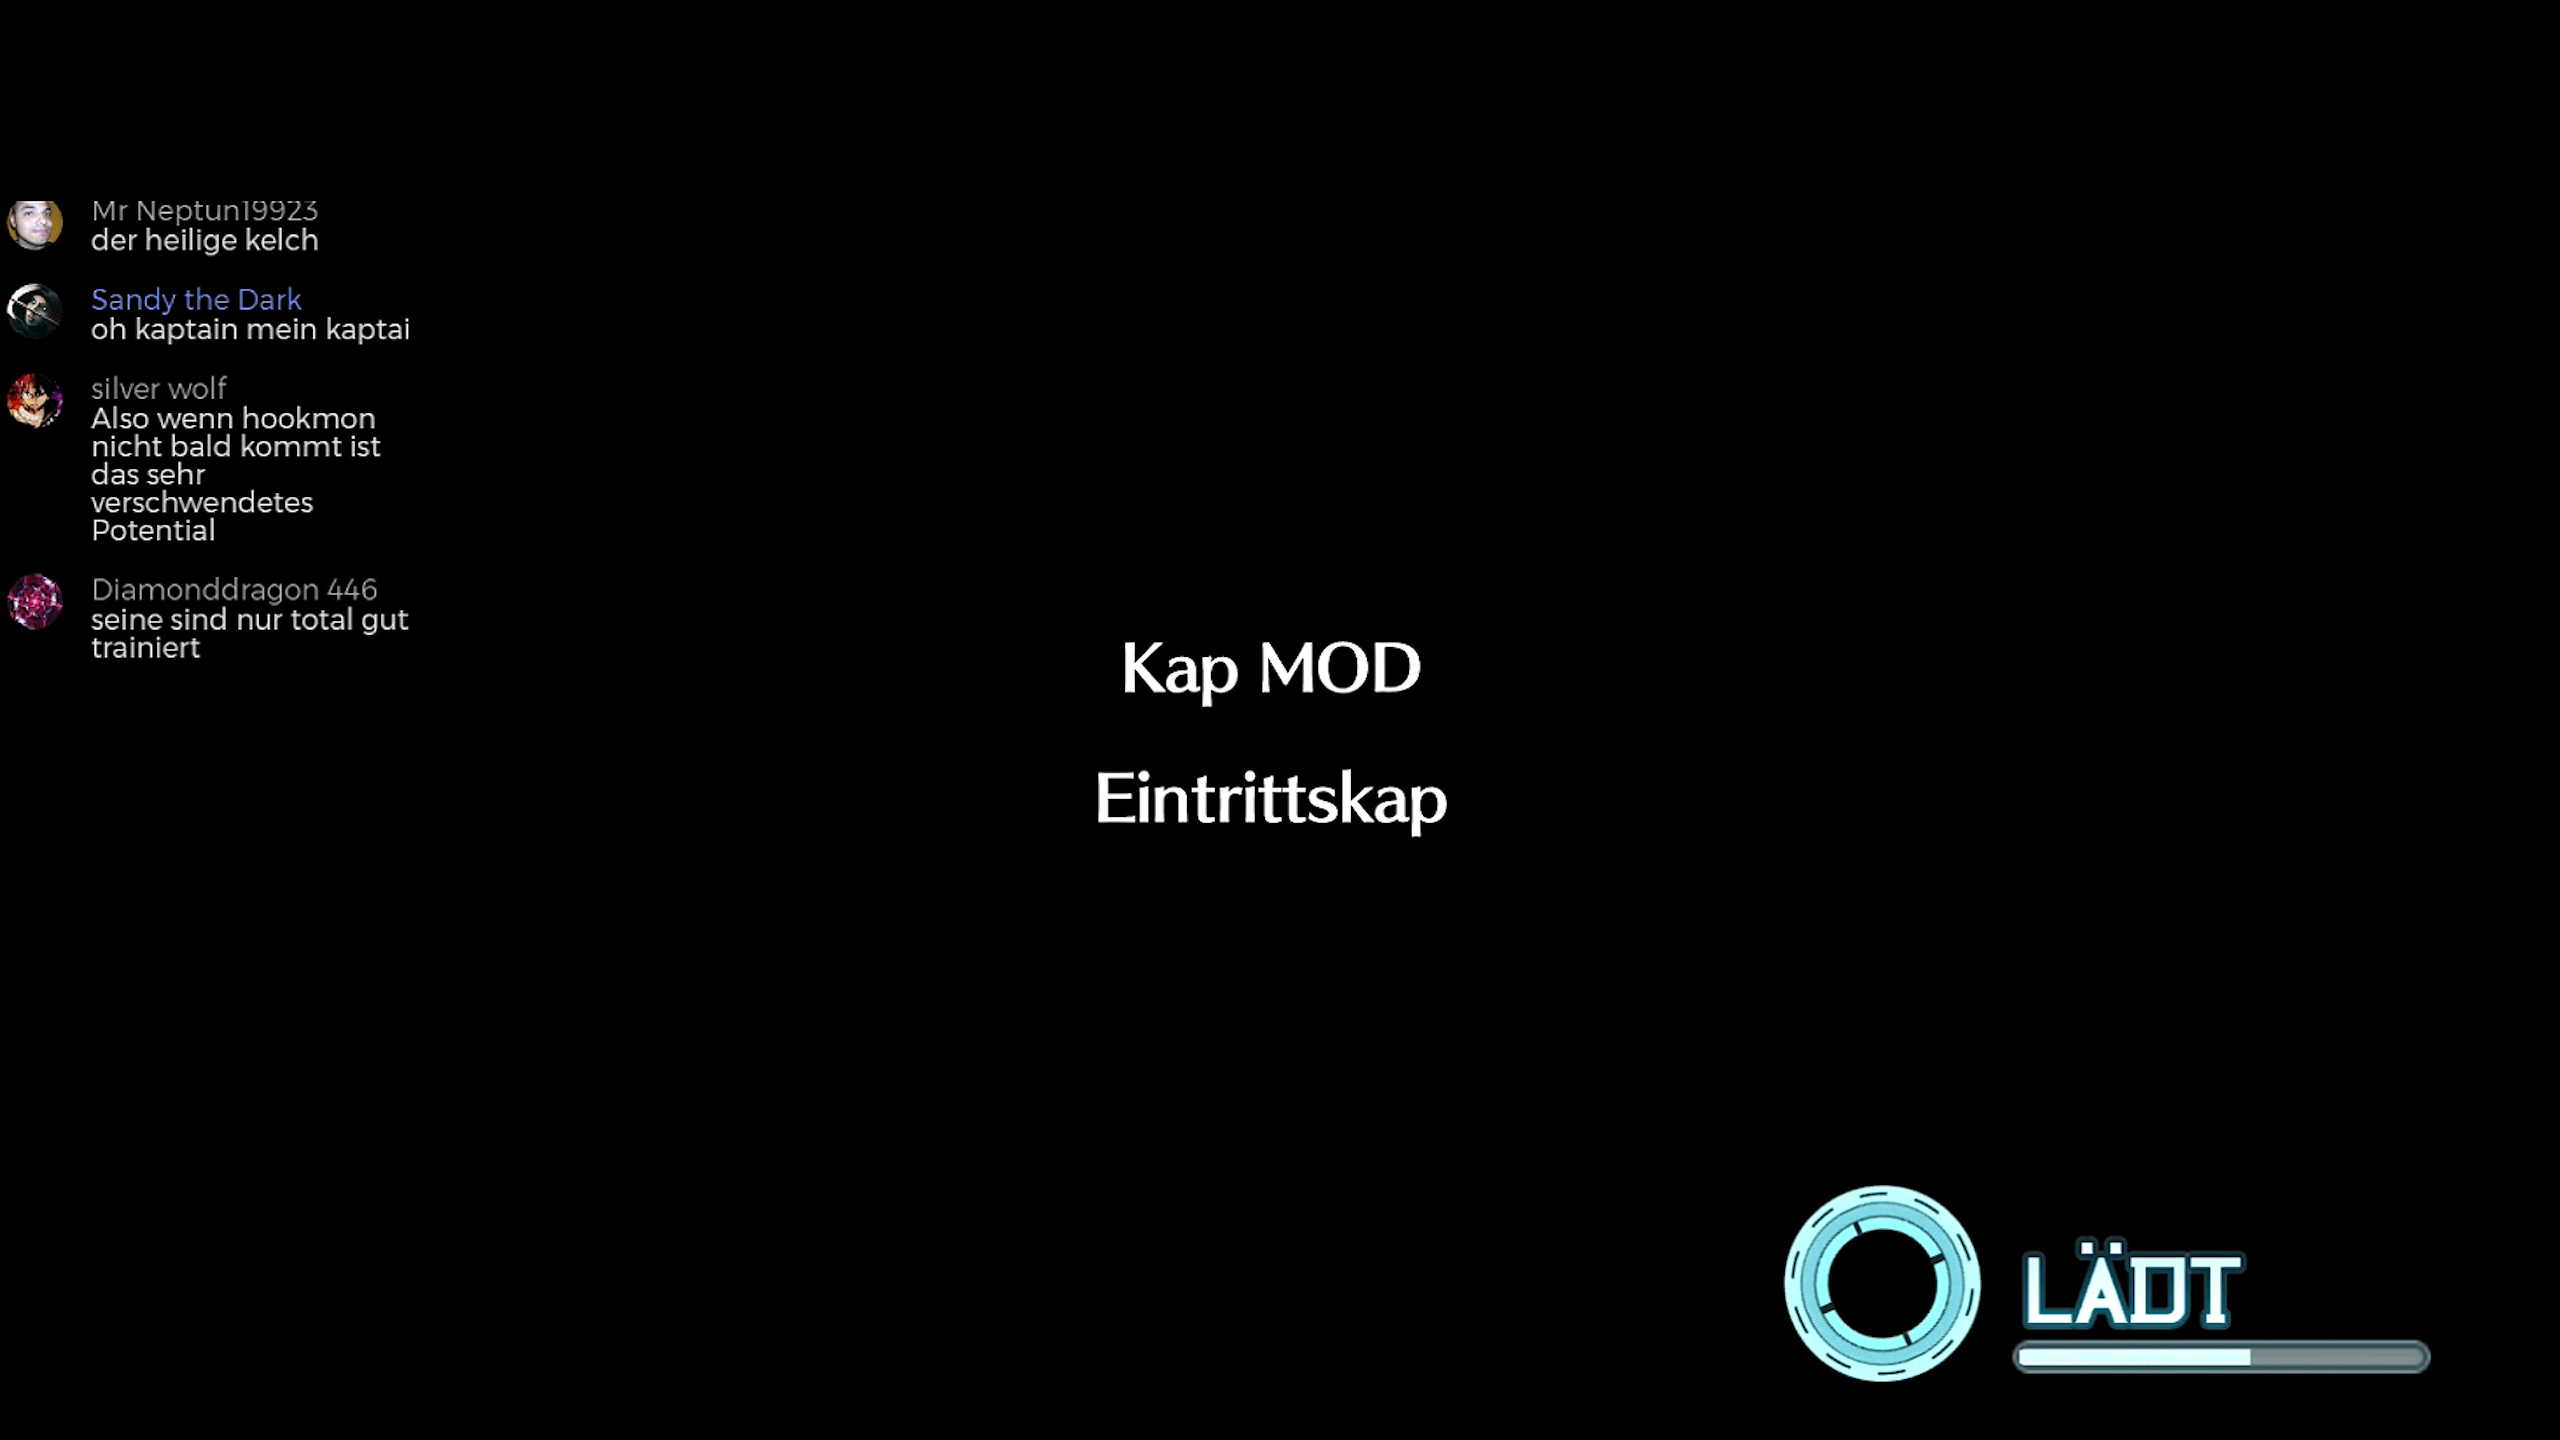 Mr Neptun19923
der heilige kelch
Sandy the Dark
oh kaptain mein kaptai
silver wolf
Also wenn hookmon
nicht bald kommt ist
das sehr
verschwendetes
Potential
Diamonddragon 446
seine sind nur total gut
trainiert
Kap MOD
Eintrittskap
LÄDT